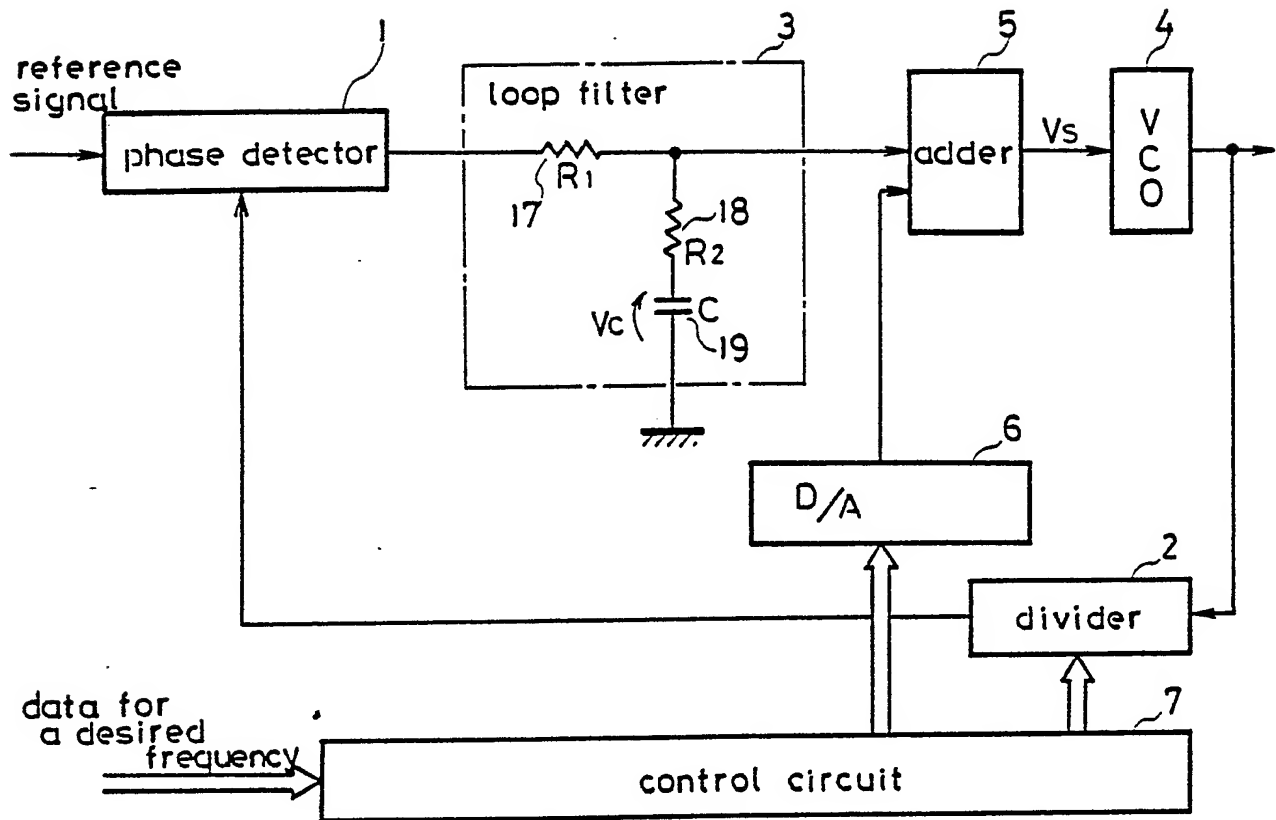 1
3
5
4
reference
signal
loop filter
phase detector
R1
17
18
R2
Vc
C
19
adder
Vs
V
C
O
6
D/A
2
divider
data for
a desired
frequency
7
control circuit